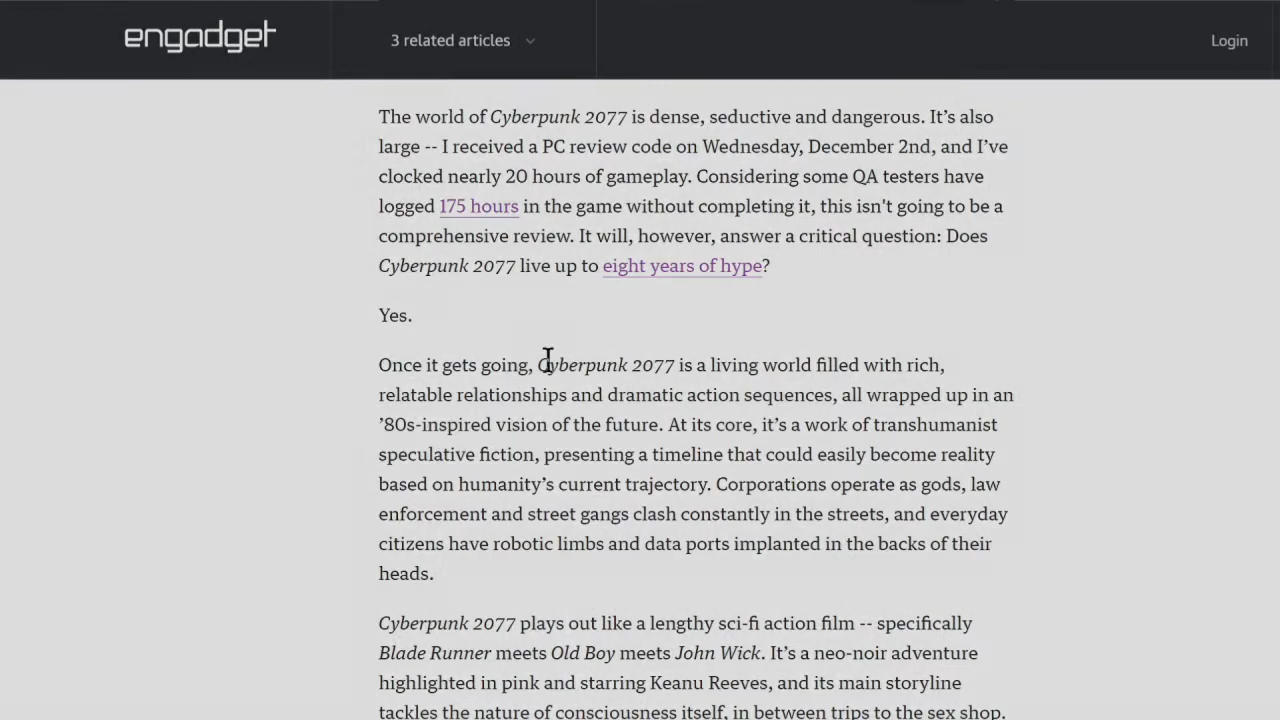 engadget
3 related articles
Login
The world of Cyberpunk 2077 is dense, seductive and dangerous. It’s also
large -- I received a PC review code on Wednesday, December 2nd, and I’ve
clocked nearly 20 hours of gameplay. Considering some QA testers have
logged 175 hours in the game without completing it, this isn't going to be a
comprehensive review. It will, however, answer a critical question: Does
Cyberpunk 2077 live up to eight years of hype?
Yes.
Once it gets going, Cyberpunk 2077 is a living world filled with rich,
relatable relationships and dramatic action sequences, all wrapped up in an
’80s-inspired vision of the future. At its core, it’s a work of transhumanist
speculative fiction, presenting a timeline that could easily become reality
based on humanity’s current trajectory. Corporations operate as gods, law
enforcement and street gangs clash constantly in the streets, and everyday
citizens have robotic limbs and data ports implanted in the backs of their
heads.
Cyberpunk 2077 plays out like a lengthy sci-fi action film -- specifically
Blade Runner meets Old Boy meets John Wick. It’s a neo-noir adventure
highlighted in pink and starring Keanu Reeves, and its main storyline
tackles the nature of consciousness itself, in between trips to the sex shop.